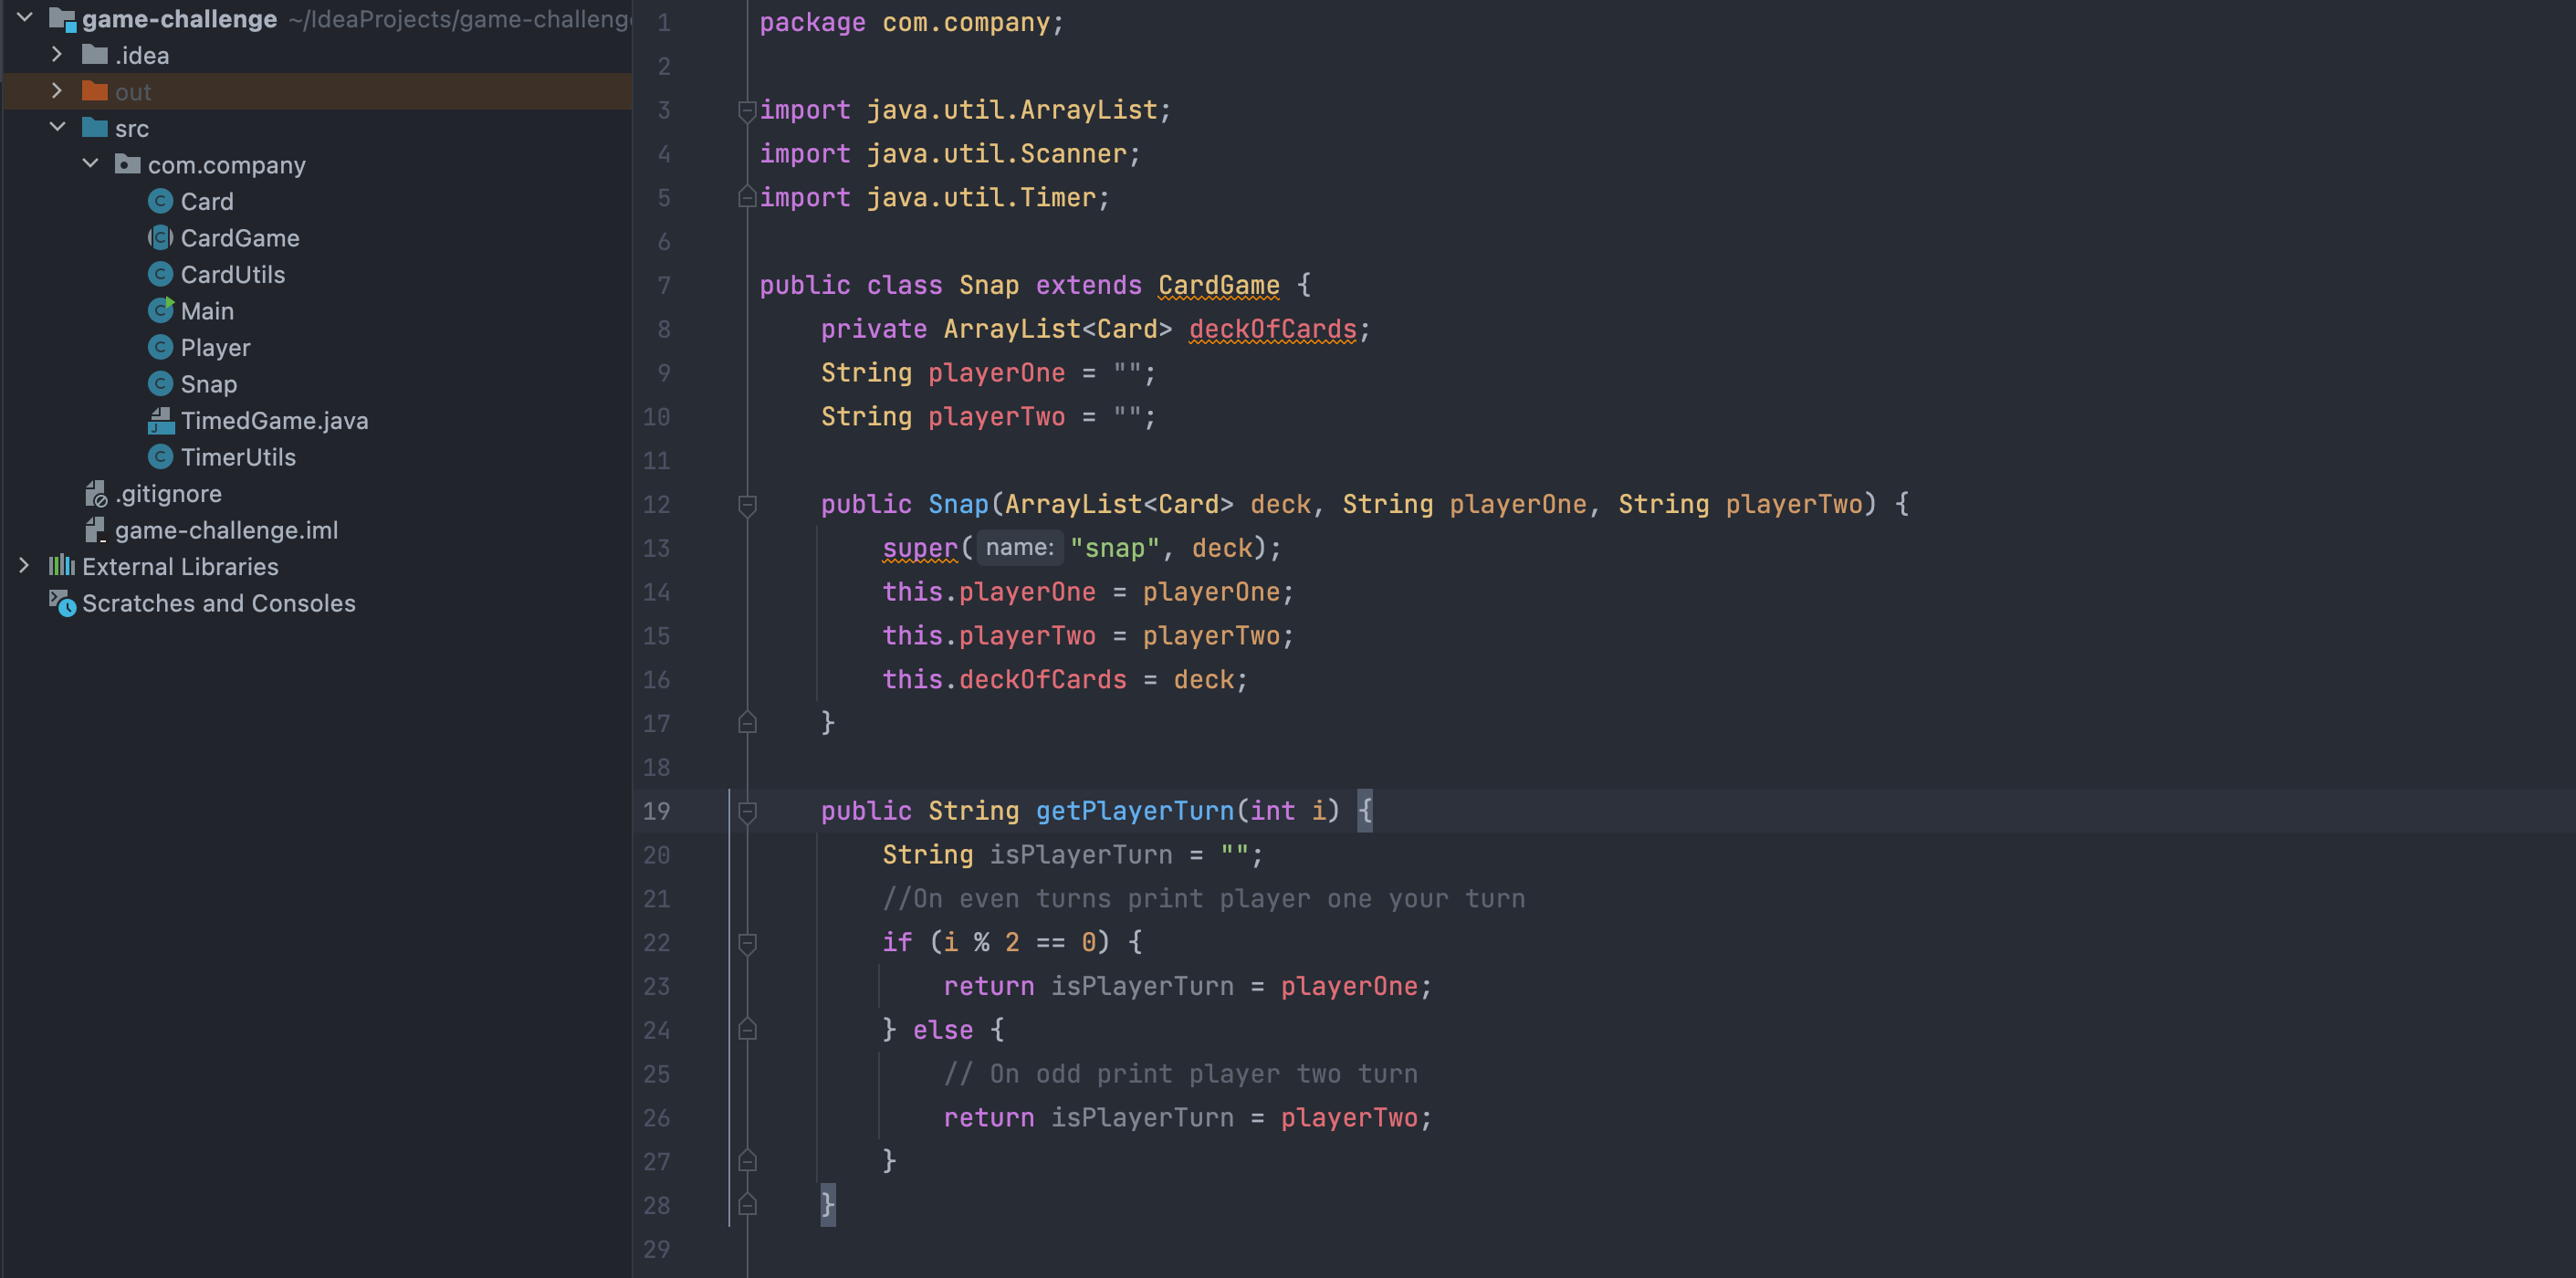 game-challenge ~/IdeaProjects/game-challeng
.idea
out
src
com.company
Card
CardGame
CardUtils
Main
Player
Snap
TimedGame.java
TimerUtils
.gitignore
game-challenge.iml
External Libraries
Scratches and Consoles
1 package com.company;
2
3 import java.util.ArrayList;
4 import java.util.Scanner;
5 import java.util.Timer;
6
7 public class Snap extends CardGame {
8 private ArrayList<Card> deckOfCards;
9 String playerOne = "";
10 String playerTwo = "";
11
12 public Snap(ArrayList<Card> deck, String playerOne, String playerTwo) {
13 super( name: "snap", deck);
14 this.playerOne = playerOne;
15 this.playerTwo = playerTwo;
16 this.deckOfCards = deck;
17 }
18
19 public String getPlayerTurn(int i) {
20 String isPlayerTurn = "";
21 //On even turns print player one your turn
22 if (i % 2 == 0) {
23 return isPlayerTurn = playerOne;
24 } else {
25 // On odd print player two turn
26 return isPlayerTurn = playerTwo;
27 }
28 }
29